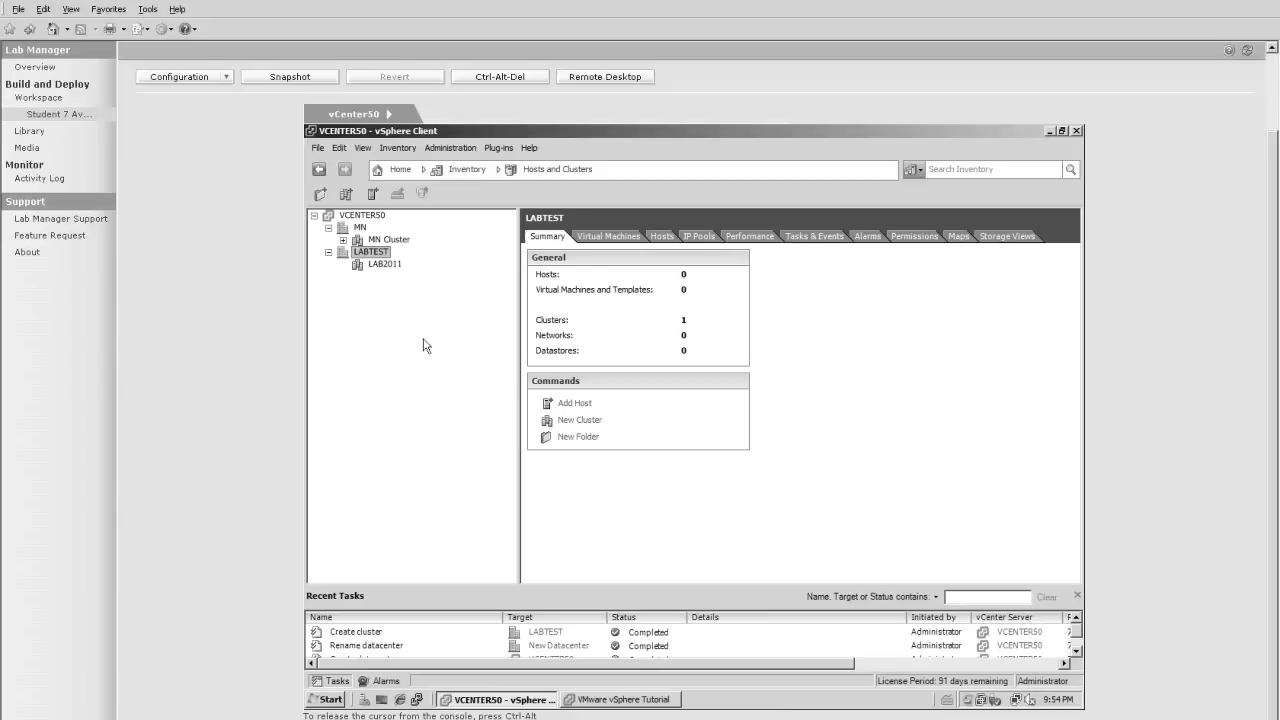 File Edit View Favorites Tools Help
Lab Manager
Overview
Build and Deploy
Workspace
Student 7 Av...
Library
Media
Monitor
Activity Log
Support
Lab Manager Support
Feature Request
About
Configuration Snapshot Revert Ctrl-Alt-Del Remote Desktop
vCenter50
VCENTER50 - vSphere Client
File Edit View Inventory Administration Plug-ins Help
Home Inventory Hosts and Clusters Search Inventory
VCENTER50
MN
MN Cluster
LABTEST
LAB2011
LABTEST
Summary Virtual Machines Hosts IP Pools Performance Tasks & Events Alarms Permissions Maps Storage Views
General
Hosts: 0
Virtual Machines and Templates: 0
Clusters: 1
Networks: 0
Datastores: 0
Commands
Add Host
New Cluster
New Folder
Recent Tasks Name, Target or Status contains: Clear
Name Target Status Details Initiated by vCenter Server
Create cluster LABTEST Completed Administrator VCENTER50
Rename datacenter New Datacenter Completed Administrator VCENTER50
Tasks Alarms License Period: 91 days remaining Administrator
Start VCENTER50 - vSphere ... VMware vSphere Tutorial 9:54 PM
To release the cursor from the console, press Ctrl-Alt